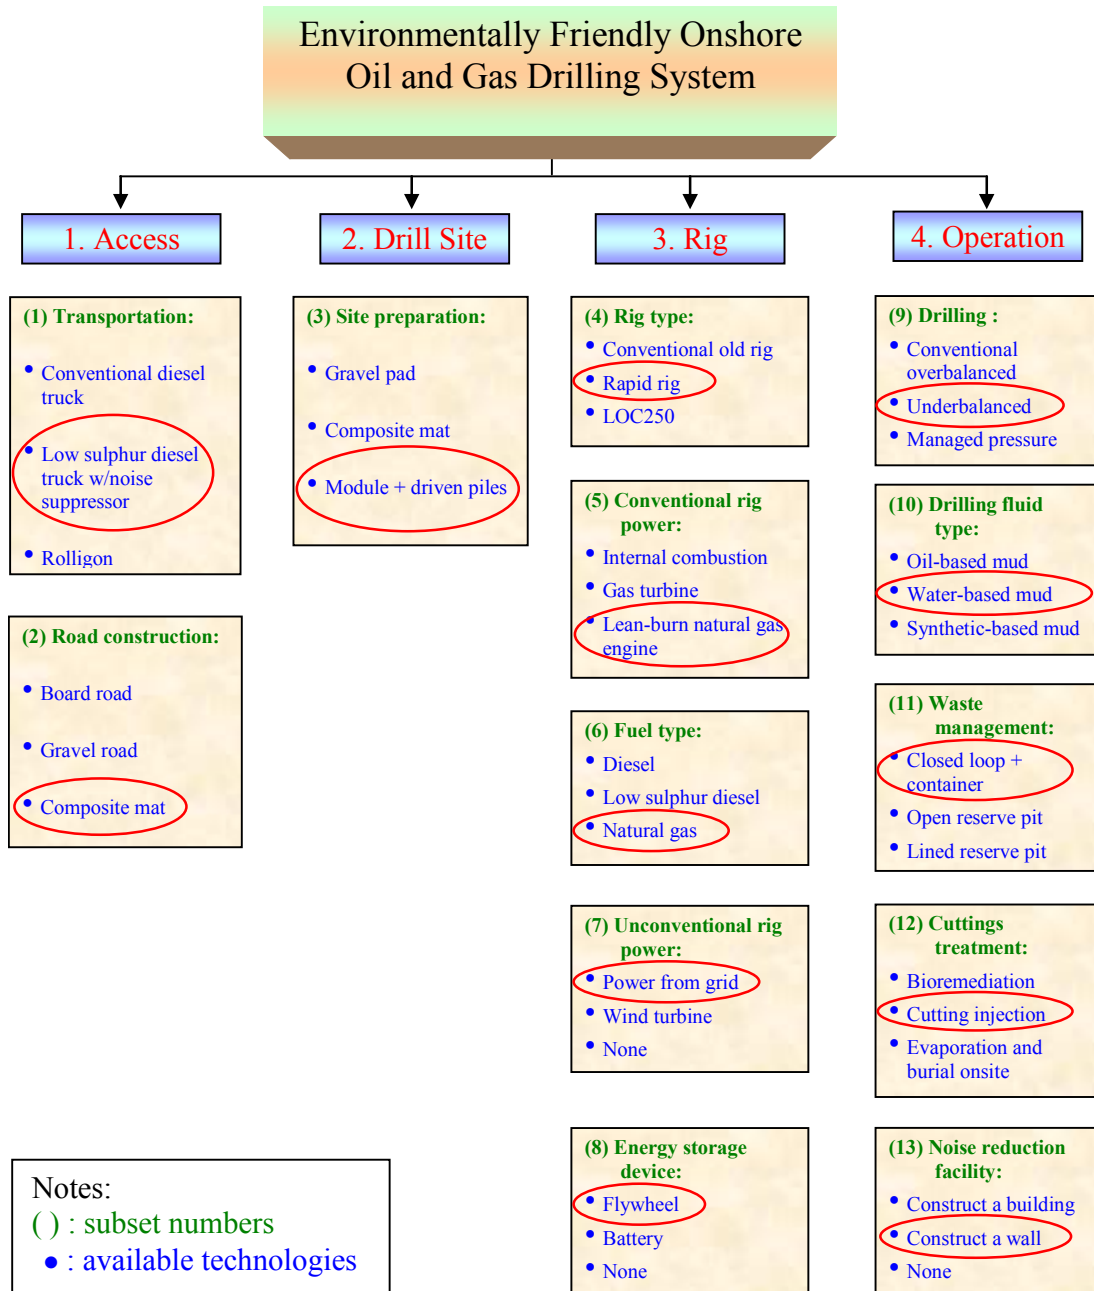 Environmentally Friendly Onshore
Oil and Gas Drilling System
1. Access
2. Drill Site
3. Rig
4. Operation
(1) Transportation:
• Conventional diesel
truck
• Low sulphur diesel
truck w/noise
suppressor
• Rolligon
(2) Road construction:
• Board road
• Gravel road
• Composite mat
(3) Site preparation:
• Gravel pad
• Composite mat
• Module + driven piles
(4) Rig type:
• Conventional old rig
• Rapid rig
• LOC250
(5) Conventional rig
power:
• Internal combustion
• Gas turbine
• Lean-burn natural gas
engine
(6) Fuel type:
• Diesel
• Low sulphur diesel
• Natural gas
(7) Unconventional rig
power:
• Power from grid
• Wind turbine
• None
(8) Energy storage
device:
• Flywheel
• Battery
• None
(9) Drilling :
• Conventional
overbalanced
• Underbalanced
• Managed pressure
(10) Drilling fluid
type:
• Oil-based mud
• Water-based mud
• Synthetic-based mud
(11) Waste
management:
• Closed loop +
container
• Open reserve pit
• Lined reserve pit
(12) Cuttings
treatment:
• Bioremediation
• Cutting injection
• Evaporation and
burial onsite
(13) Noise reduction
facility:
• Construct a building
• Construct a wall
• None
Notes:
( ) : subset numbers
• : available technologies